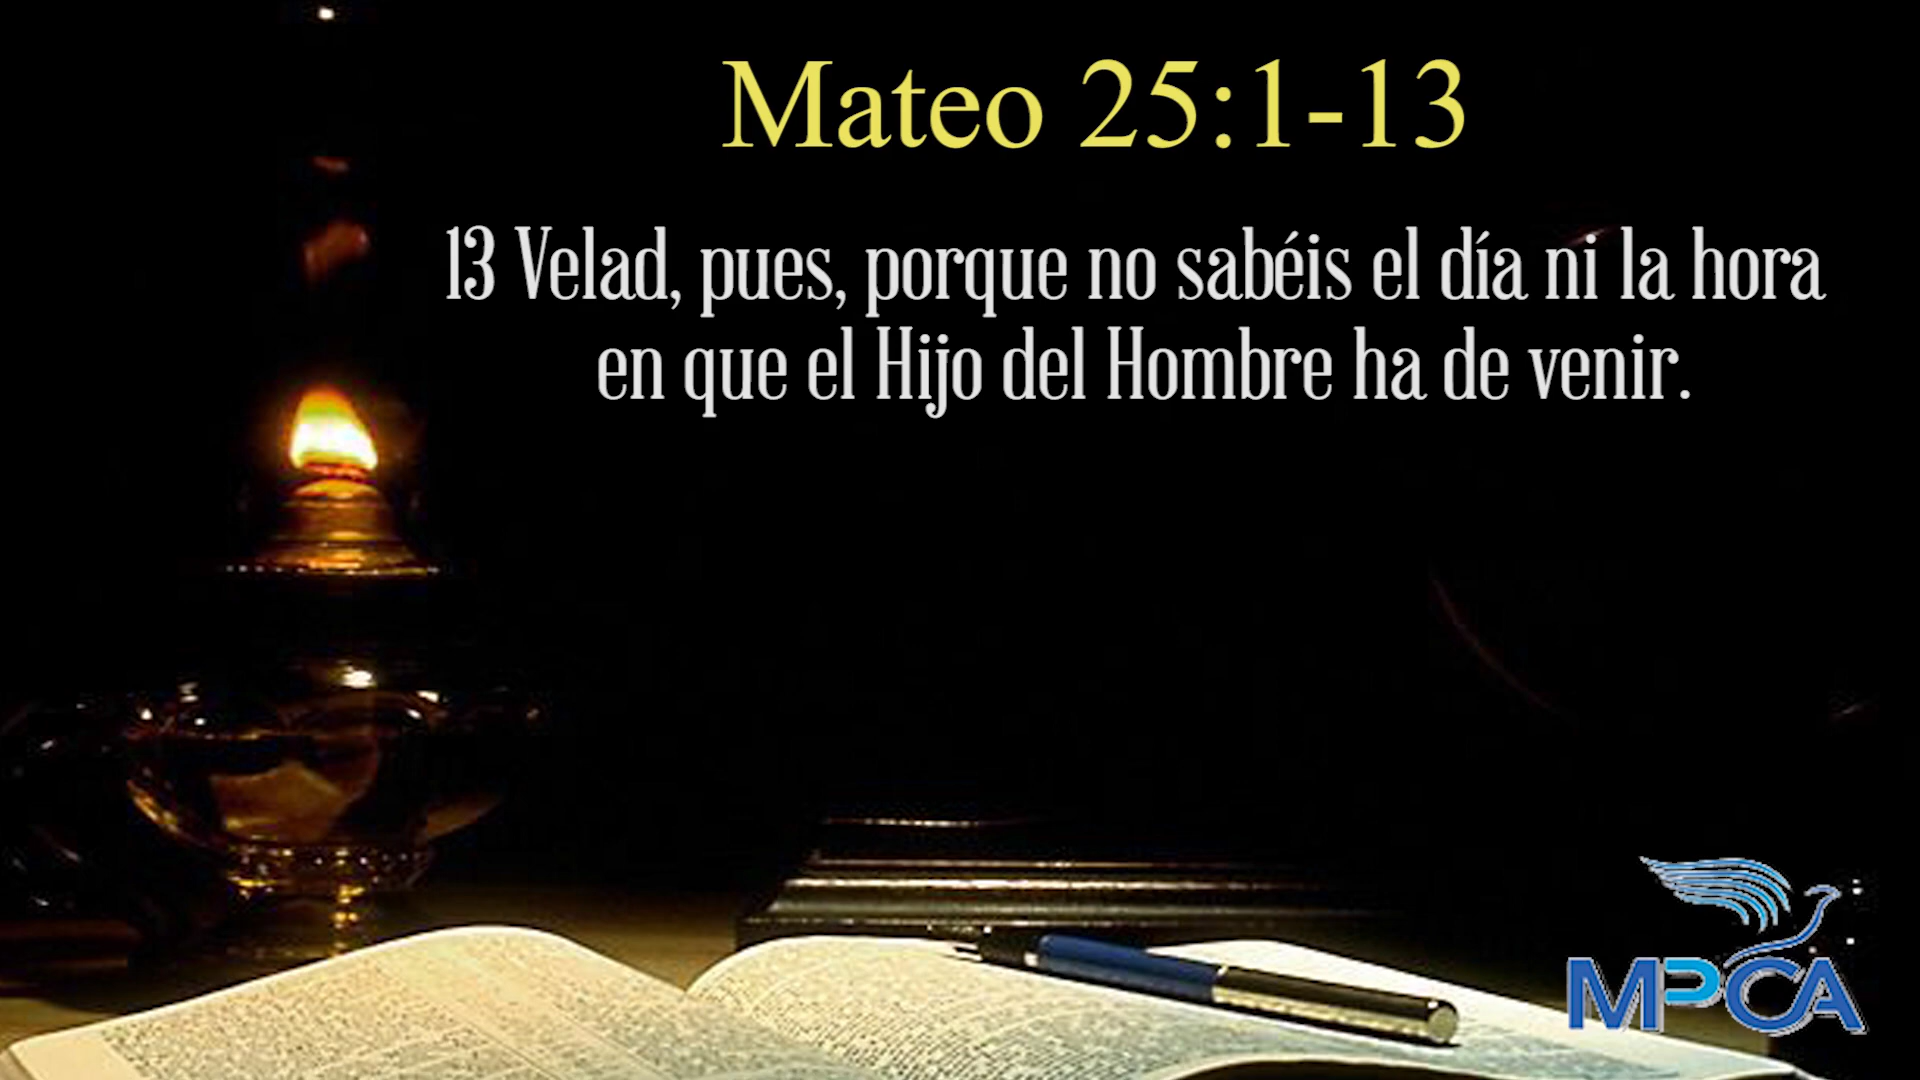 Mateo 25:1-13
13 Velad, pues, porque no sabéis el día ni la hora
en que el Hijo del Hombre ha de venir.
MPCA